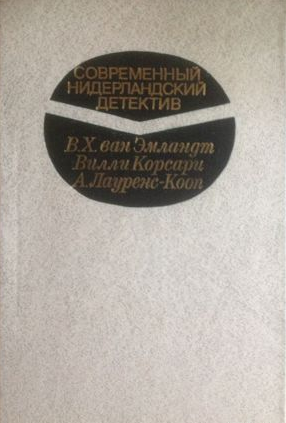 СОВРЕМЕННЫЙ
НИДЕРЛАНДСКИЙ
ДЕТЕКТИВ
В.Х. ван Эмландт
Вилли Корсари
А. Лауренс-Кооп